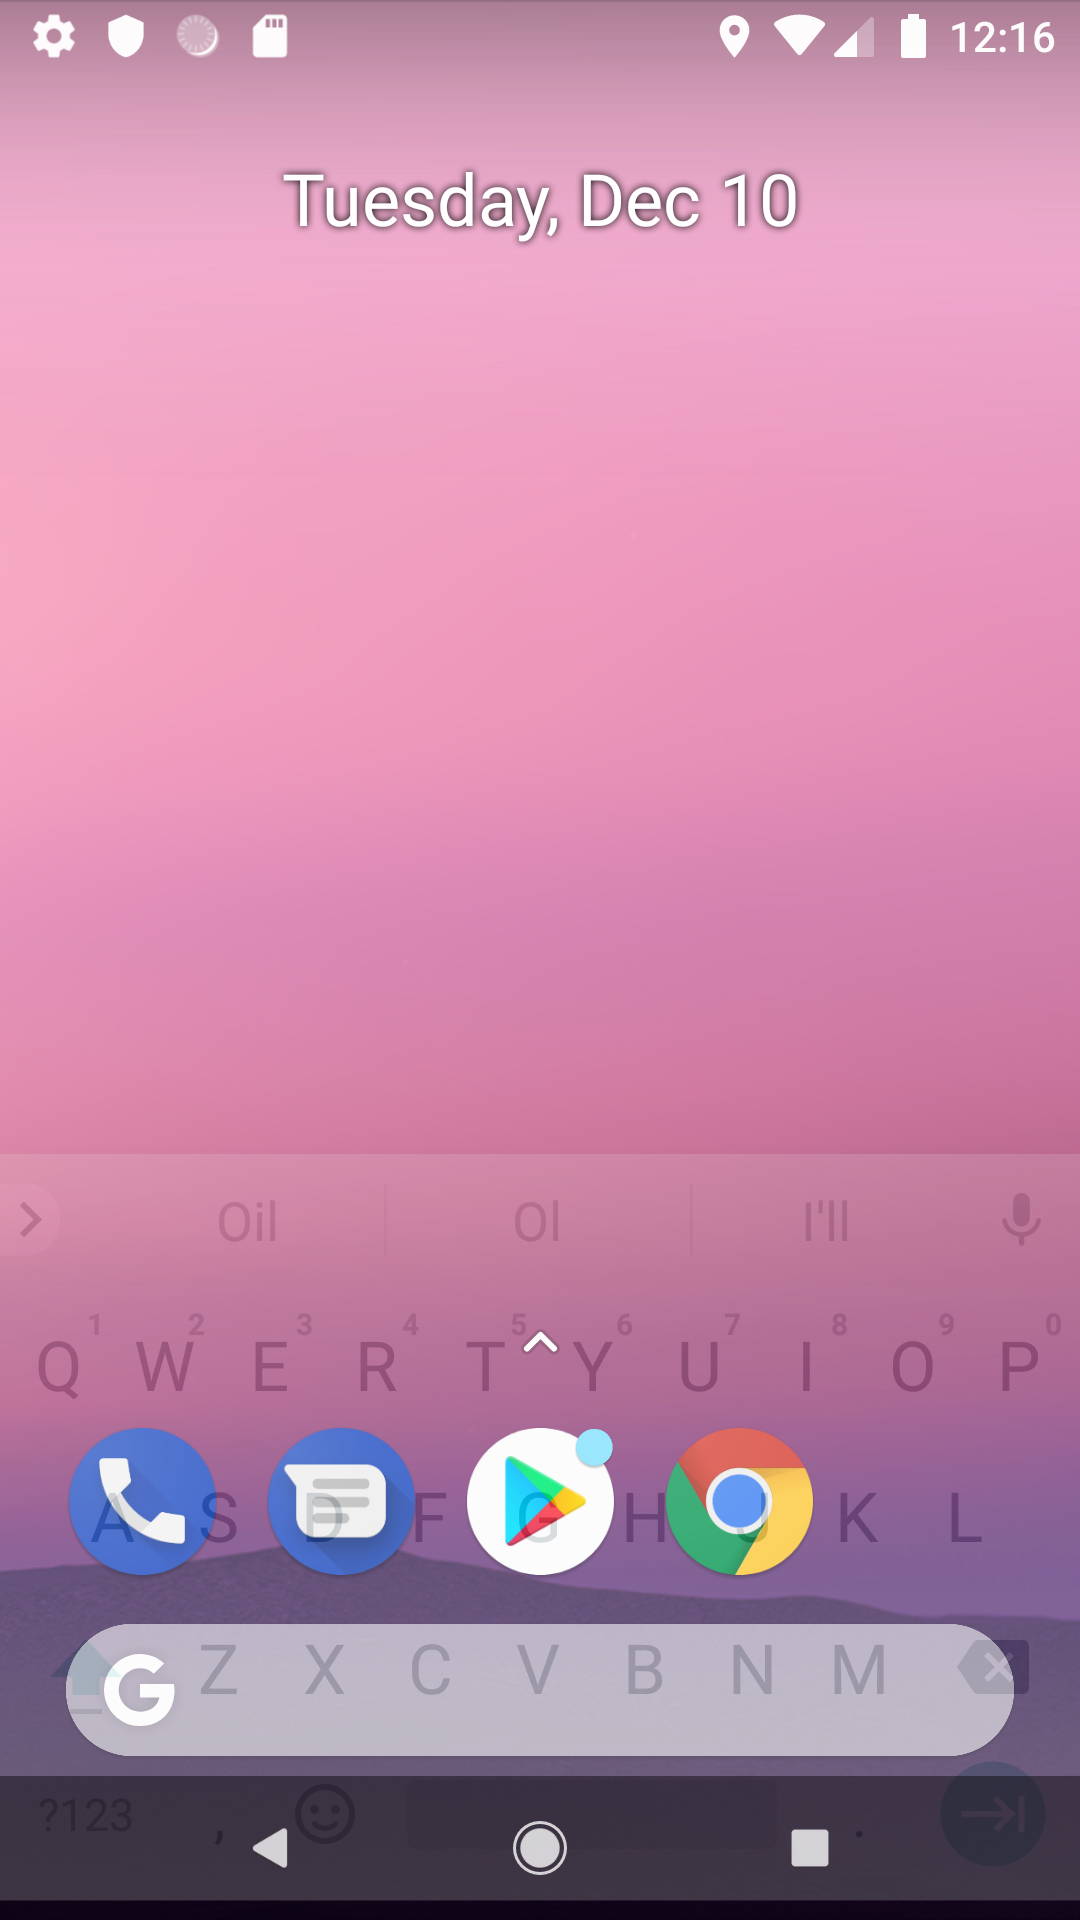 12:16
Tuesday, Dec 10
Oil Ol I'll
1 2 3 4 5 6 7 8 9 0
Q W E R T Y U I O P
A S D F G H J K L
G Z X C V B N M
?123 , .